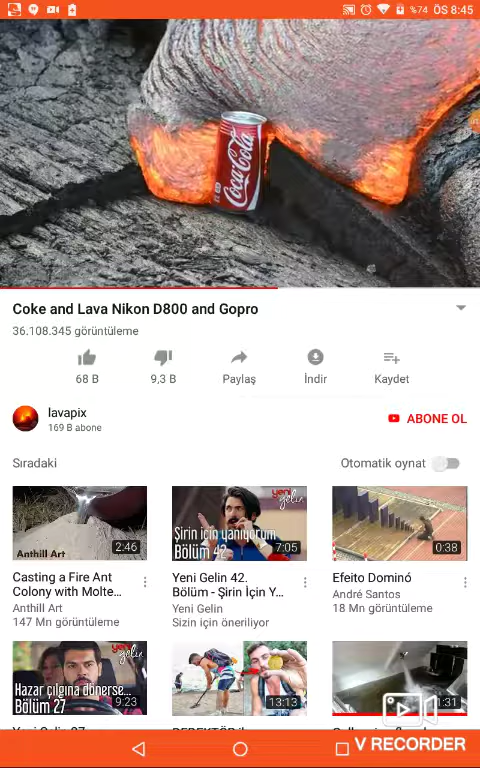 %74 ÖS 8:45
Coca-Cola
Coke and Lava Nikon D800 and Gopro
36.108.345 görüntüleme
68 B
9,3 B
Paylaş
İndir
Kaydet
lavapix
169 B abone
ABONE OL
Sıradaki
Otomatik oynat
Anthill Art
2:46
yeni gelin
Şirin için yanıyorum
Bölüm 42
7:05
0:38
Casting a Fire Ant
Colony with Molte...
Anthill Art
147 Mn görüntüleme
Yeni Gelin 42.
Bölüm - Şirin İçin Y...
Yeni Gelin
Sizin için öneriliyor
Efeito Dominó
André Santos
18 Mn görüntüleme
yeni gelin
Hazar çılgına dönerse...
Bölüm 27
9:23
13:13
1:31
V RECORDER